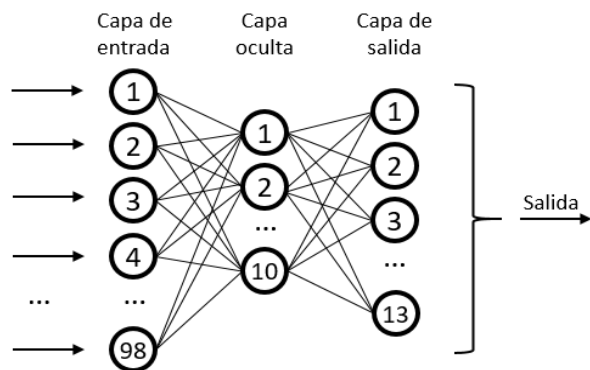 Capa de
entrada
Capa
oculta
Capa de
salida
1
2
3
4
...
...
98
1
2
...
10
1
2
3
...
13
Salida